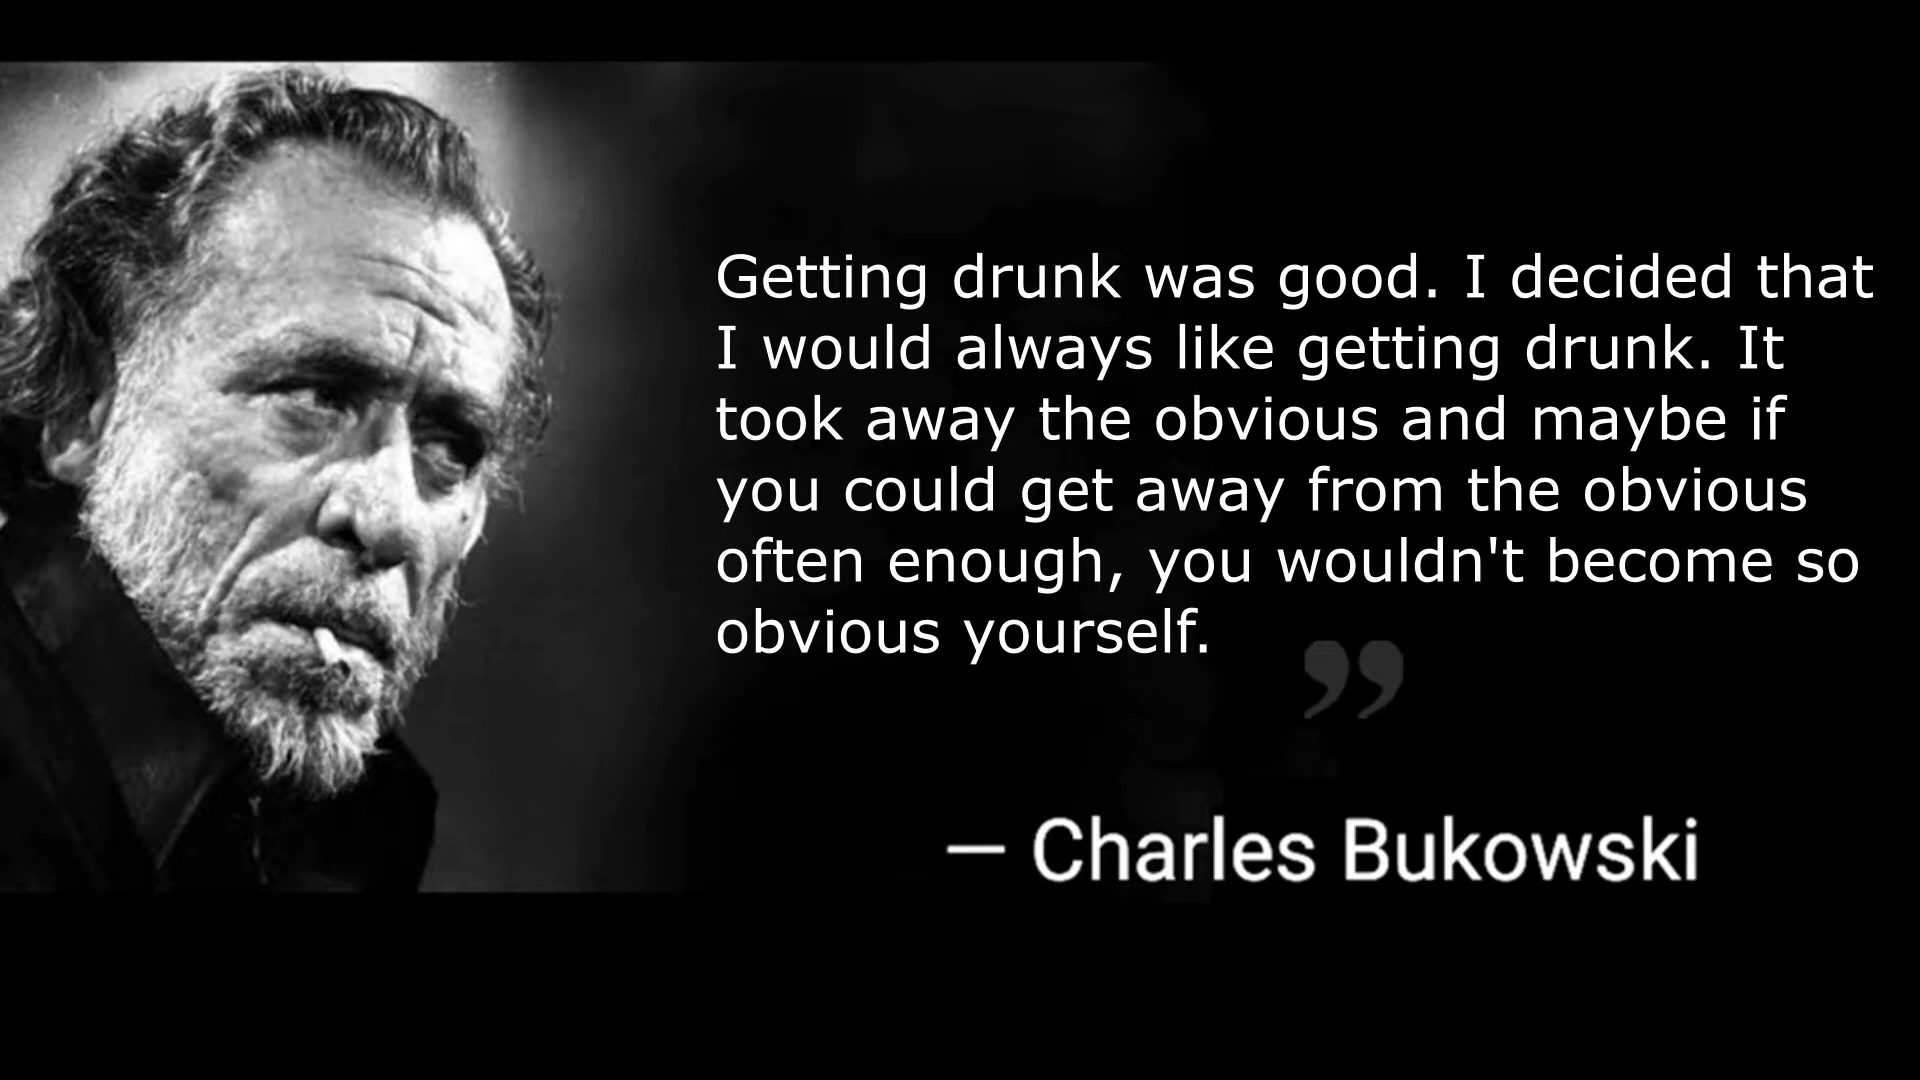 Getting drunk was good. I decided that
I would always like getting drunk. It
took away the obvious and maybe if
you could get away from the obvious
often enough, you wouldn't become so
obvious yourself.
”
— Charles Bukowski